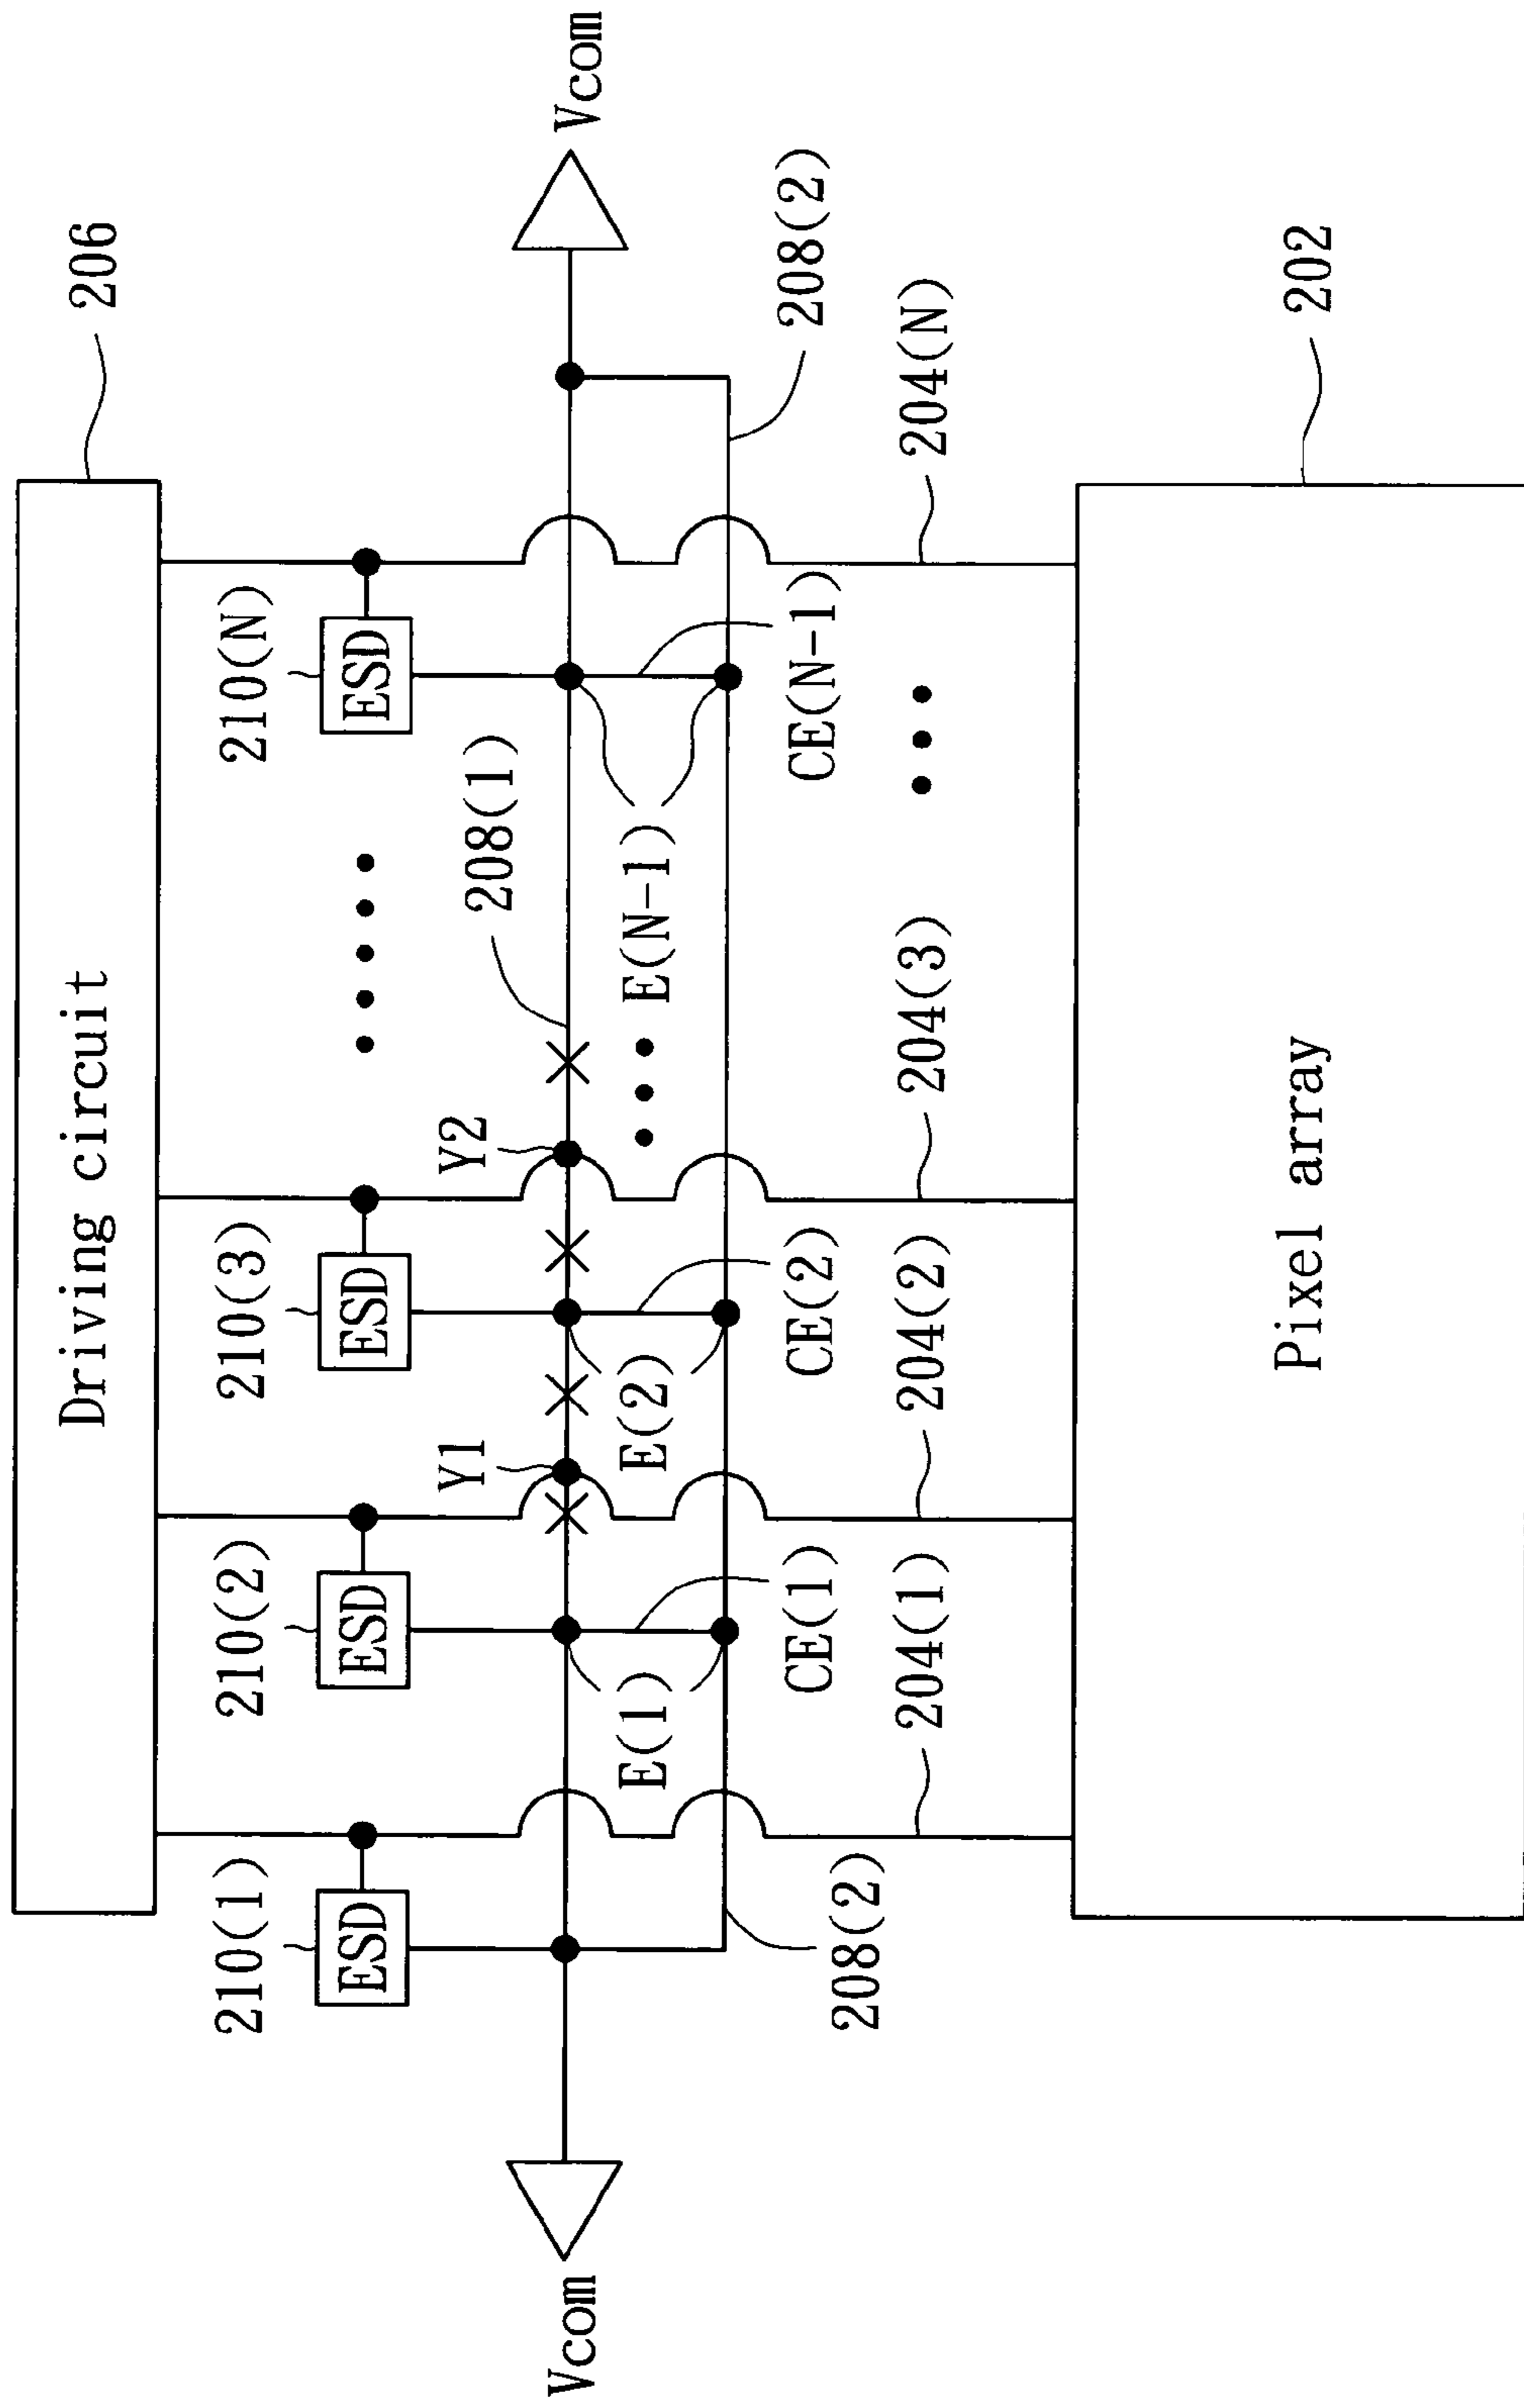 Driving circuit
206
210(1)
210(2)
210(3)
210(N)
ESD
ESD
ESD
ESD
Y1
Y2
208(1)
Vcom
Vcom
E(1)
E(2)
E(N-1)
208(2)
CE(1)
CE(2)
CE(N-1)
208(2)
204(1)
204(2)
204(3)
204(N)
Pixel array
202